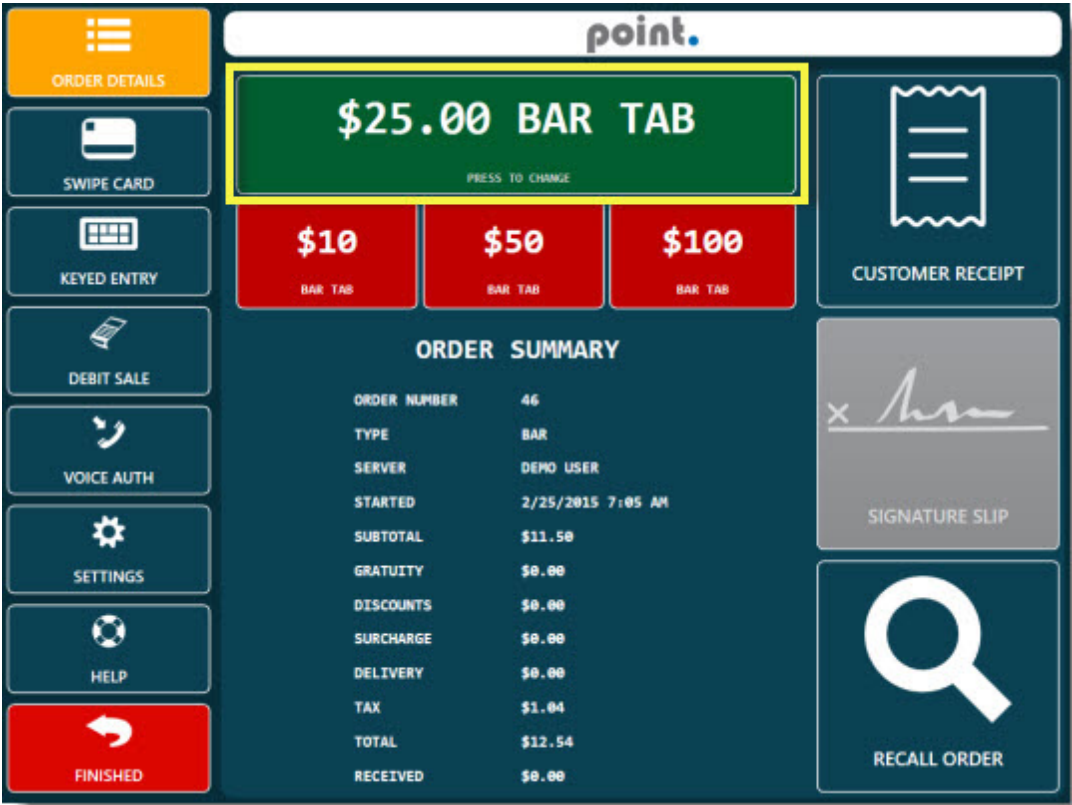 ORDER DETAILS
SWIPE CARD
KEYED ENTRY
DEBIT SALE
VOICE AUTH
SETTINGS
HELP
FINISHED
point.
$25.00 BAR TAB
PRESS TO CHANGE
$10 $50 $100
BAR TAB BAR TAB BAR TAB
ORDER SUMMARY
ORDER NUMBER 46
TYPE BAR
SERVER DEMO USER
STARTED 2/25/2015 7:05 AM
SUBTOTAL $11.50
GRATUITY $0.00
DISCOUNTS $0.00
SURCHARGE $0.00
DELIVERY $0.00
TAX $1.04
TOTAL $12.54
RECEIVED $0.00
CUSTOMER RECEIPT
×
SIGNATURE SLIP
RECALL ORDER